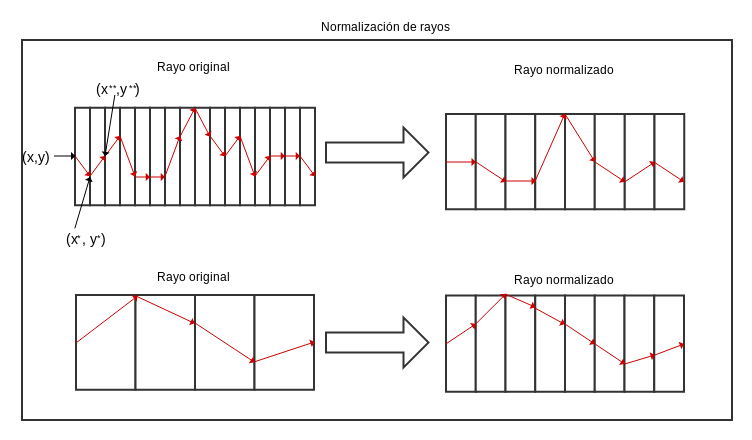 Normalización de rayos
Rayo original
Rayo normalizado
(x**,y**)
(x,y)
(x*, y*)
Rayo original
Rayo normalizado